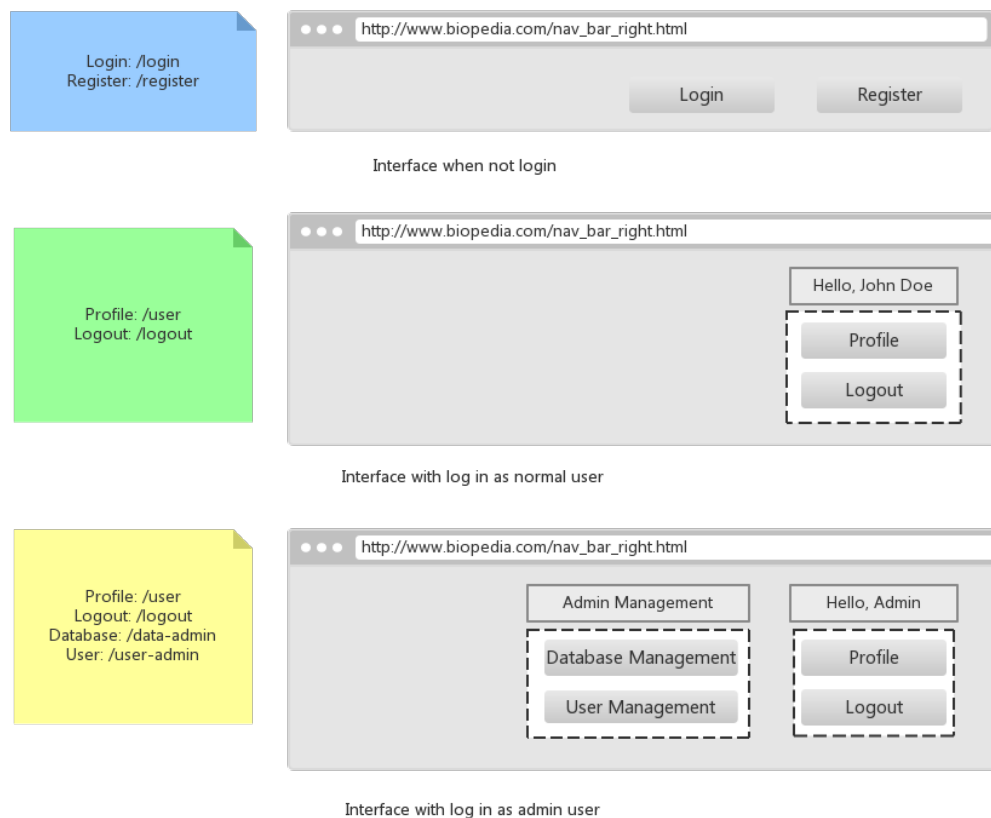 Login: /login
Register: /register
http://www.biopedia.com/nav_bar_right.html
Login
Register
Interface when not login
Profile: /user
Logout: /logout
http://www.biopedia.com/nav_bar_right.html
Hello, John Doe
Profile
Logout
Interface with log in as normal user
Profile: /user
Logout: /logout
Database: /data-admin
User: /user-admin
http://www.biopedia.com/nav_bar_right.html
Admin Management
Database Management
User Management
Hello, Admin
Profile
Logout
Interface with log in as admin user